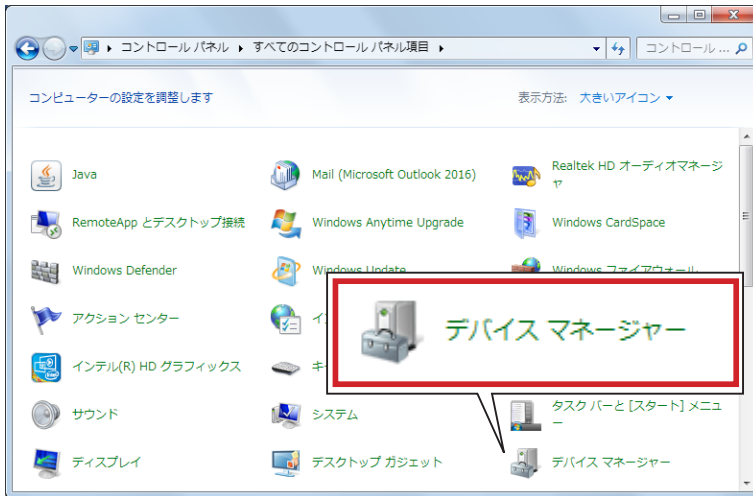 コントロール パネル ▸ すべてのコントロール パネル項目 ▸
コントロール ...
コンピューターの設定を調整します
表示方法: 大きいアイコン
Java
Mail (Microsoft Outlook 2016)
Realtek HD オーディオマネージ
ャ
RemoteApp とデスクトップ接続
Windows Anytime Upgrade
Windows CardSpace
Windows Defender
Windows Update
Windows ファイアウォール
アクション センター
イ
デバイス マネージャー
インテル(R) HD グラフィックス
キ
サウンド
システム
タスク バーと [スタート] メニュ
ー
ディスプレイ
デスクトップ ガジェット
デバイス マネージャー